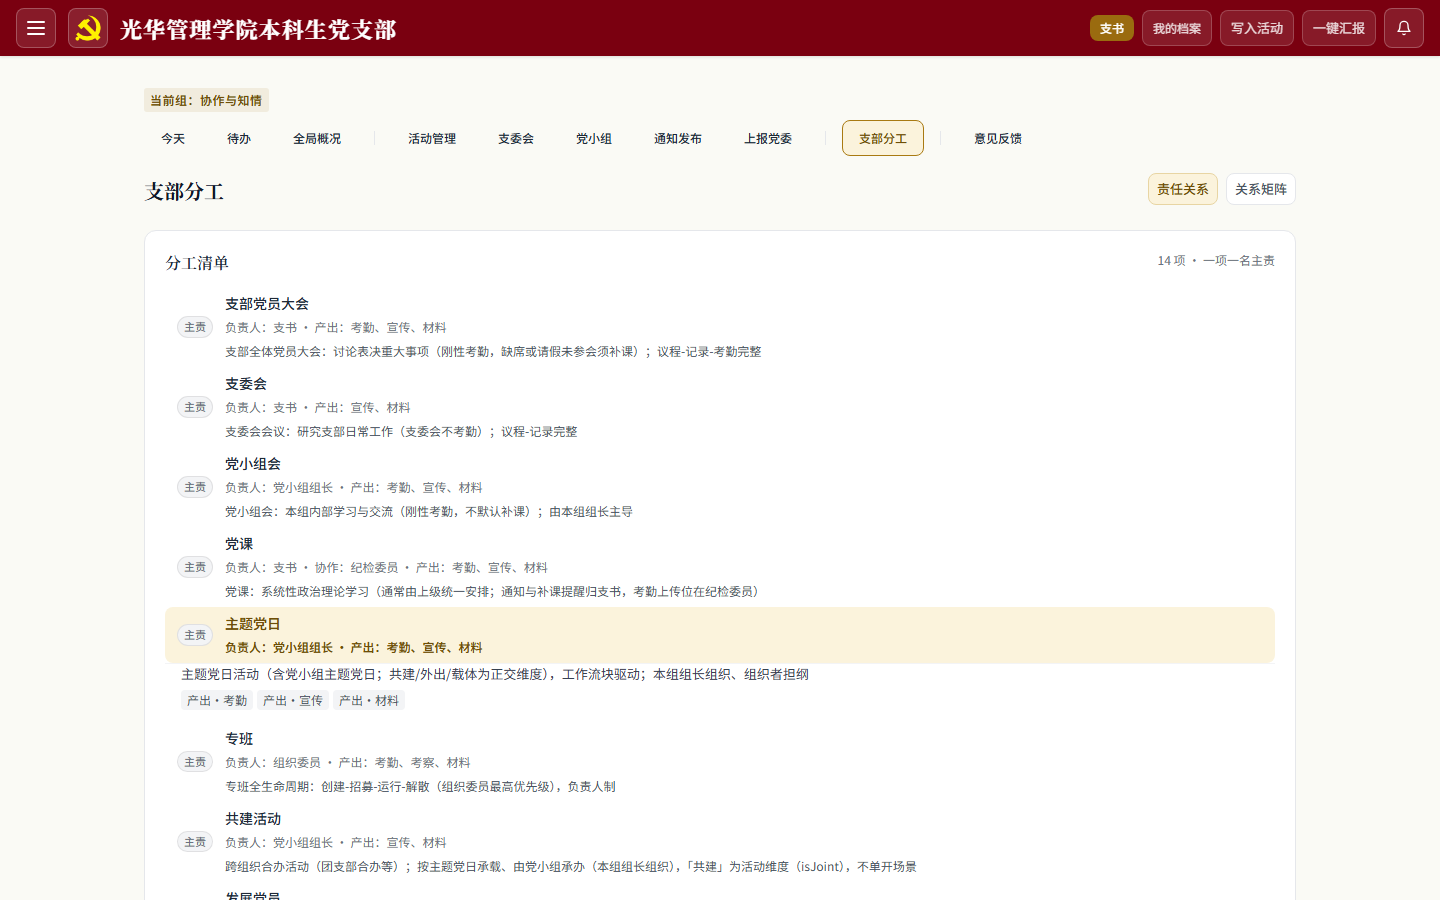 光华管理学院本科生党支部
支书
我的档案
写入活动
一键汇报
当前组：协作与知情
今天
待办
全局概况
活动管理
支委会
党小组
通知发布
上报党委
支部分工
意见反馈
支部分工
责任关系
关系矩阵
分工清单
14 项 · 一项一名主责
支部党员大会
主责
负责人：支书 · 产出：考勤、宣传、材料
支部全体党员大会：讨论表决重大事项（刚性考勤，缺席或请假未参会须补课）；议程-记录-考勤完整
支委会
主责
负责人：支书 · 产出：宣传、材料
支委会会议：研究支部日常工作（支委会不考勤）；议程-记录完整
党小组会
主责
负责人：党小组组长 · 产出：考勤、宣传、材料
党小组会：本组内部学习与交流（刚性考勤，不默认补课）；由本组组长主导
党课
主责
负责人：支书 · 协作：纪检委员 · 产出：考勤、宣传、材料
党课：系统性政治理论学习（通常由上级统一安排；通知与补课提醒归支书，考勤上传位在纪检委员）
主题党日
主责
负责人：党小组组长 · 产出：考勤、宣传、材料
主题党日活动（含党小组主题党日；共建/外出/载体为正交维度），工作流块驱动；本组组长组织、组织者担纲
产出·考勤
产出·宣传
产出·材料
专班
主责
负责人：组织委员 · 产出：考勤、考察、材料
专班全生命周期：创建-招募-运行-解散（组织委员最高优先级），负责人制
共建活动
主责
负责人：党小组组长 · 产出：宣传、材料
跨组织合办活动（团支部合办等）；按主题党日承载、由党小组承办（本组组长组织），「共建」为活动维度（isJoint），不单开场景
发展党员